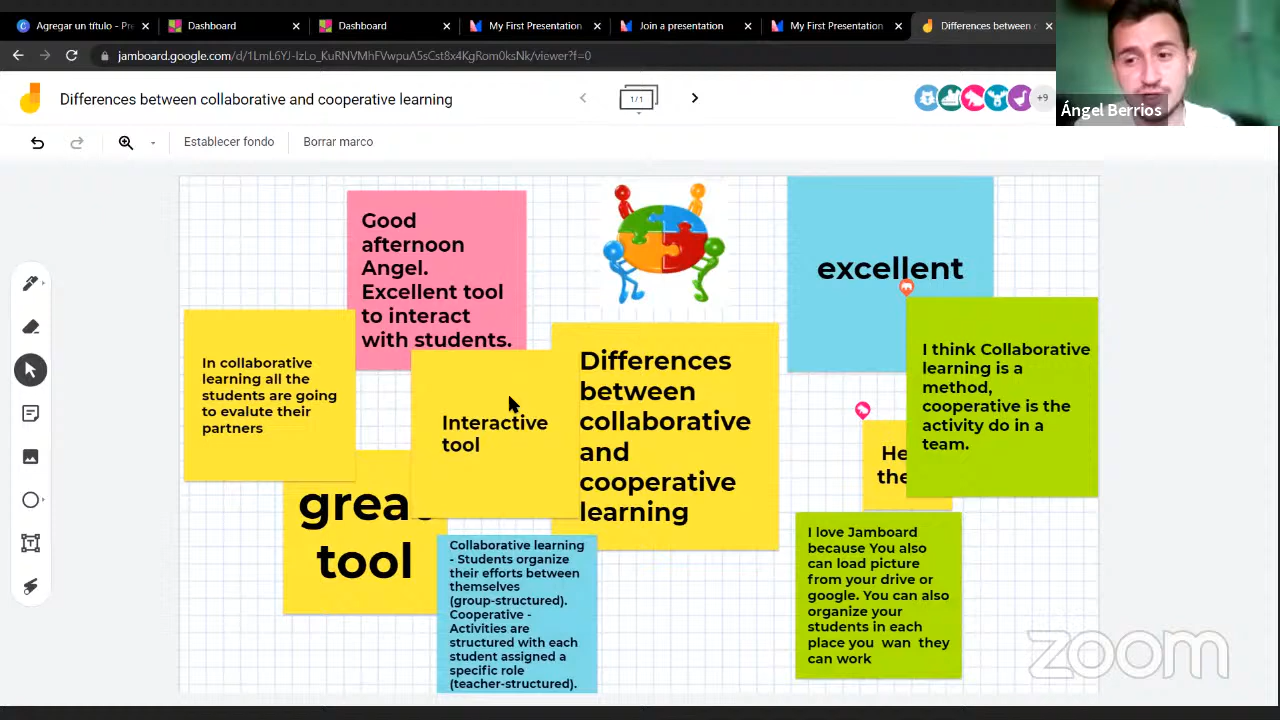 Agregar un título - Pre
Dashboard
Dashboard
My First Presentation
Join a presentation
My First Presentation
Differences between
jamboard.google.com/d/1LmL6YJ-IzLo_KuRNVMhFVwpuA5sCst8x4KgRom0ksNk/viewer?f=0
Differences between collaborative and cooperative learning
1/1
+9
Ángel Berrios
Establecer fondo
Borrar marco
Good
afternoon
Angel.
Excellent tool
to interact
with students.
excellent
In collaborative
learning all the
students are going
to evalute their
partners
Interactive
tool
Differences
between
collaborative
and
cooperative
learning
I think Collaborative
learning is a
method,
cooperative is the
activity do in a
team.
He
the
great
tool
Collaborative learning
- Students organize
their efforts between
themselves
(group-structured).
Cooperative -
Activities are
structured with each
student assigned a
specific role
(teacher-structured).
I love Jamboard
because You also
can load picture
from your drive or
google. You can also
organize your
students in each
place you wan they
can work
zoom